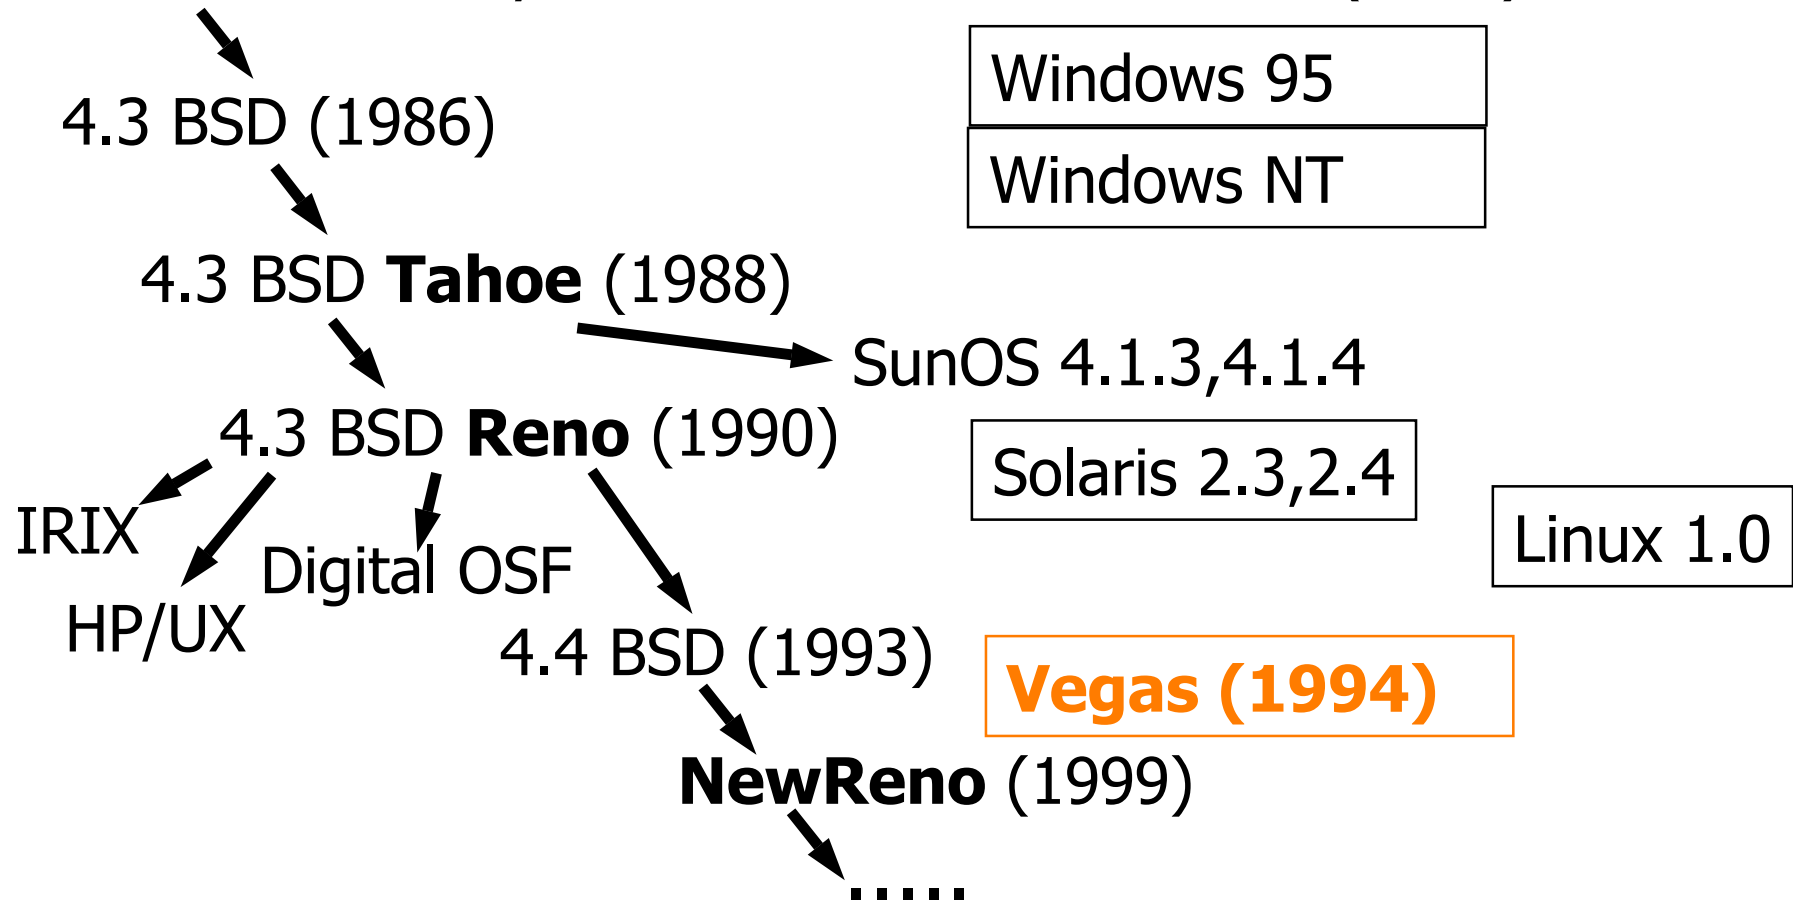 Windows 95
4.3 BSD (1986)
Windows NT
4.3 BSD Tahoe (1988)
SunOS 4.1.3,4.1.4
4.3 BSD Reno (1990)
Solaris 2.3,2.4
IRIX
Linux 1.0
Digital OSF
HP/UX
4.4 BSD (1993)
Vegas (1994)
NewReno (1999)
.....